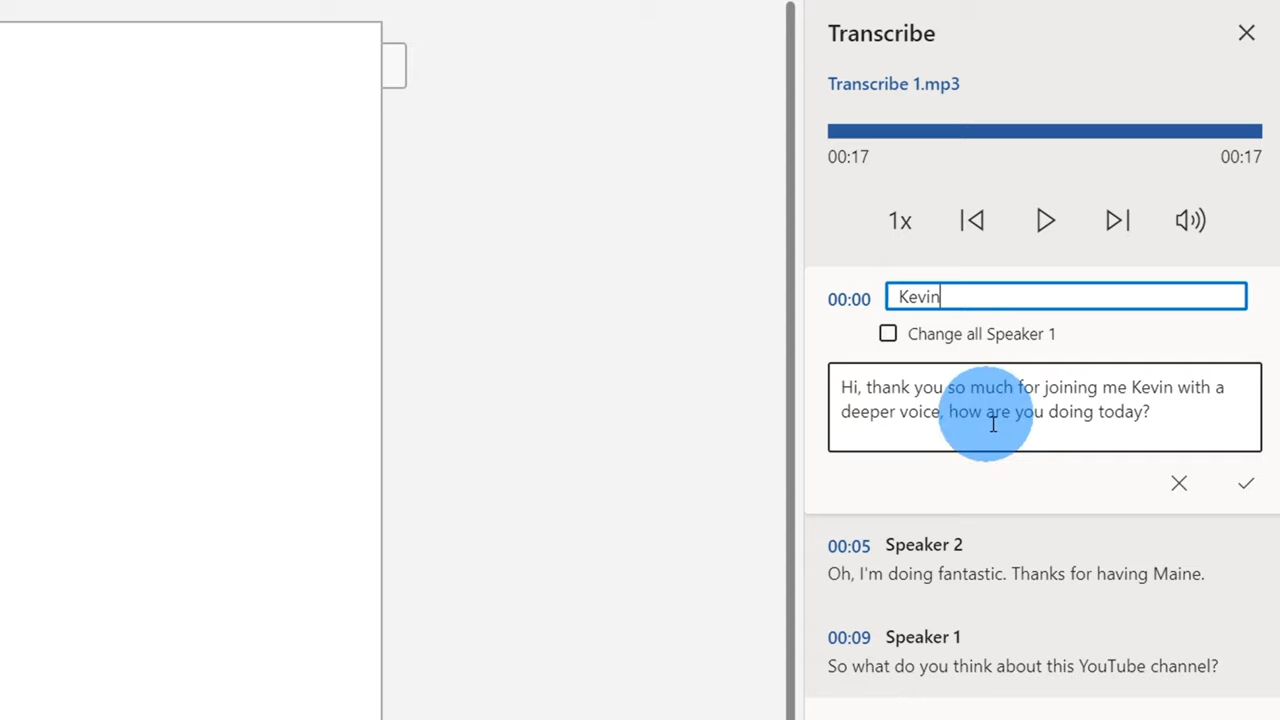 Transcribe
Transcribe 1.mp3
00:17 00:17
1x
00:00 Kevin
Change all Speaker 1
Hi, thank you so much for joining me Kevin with a
deeper voice, how are you doing today?
00:05 Speaker 2
Oh, I'm doing fantastic. Thanks for having Maine.
00:09 Speaker 1
So what do you think about this YouTube channel?